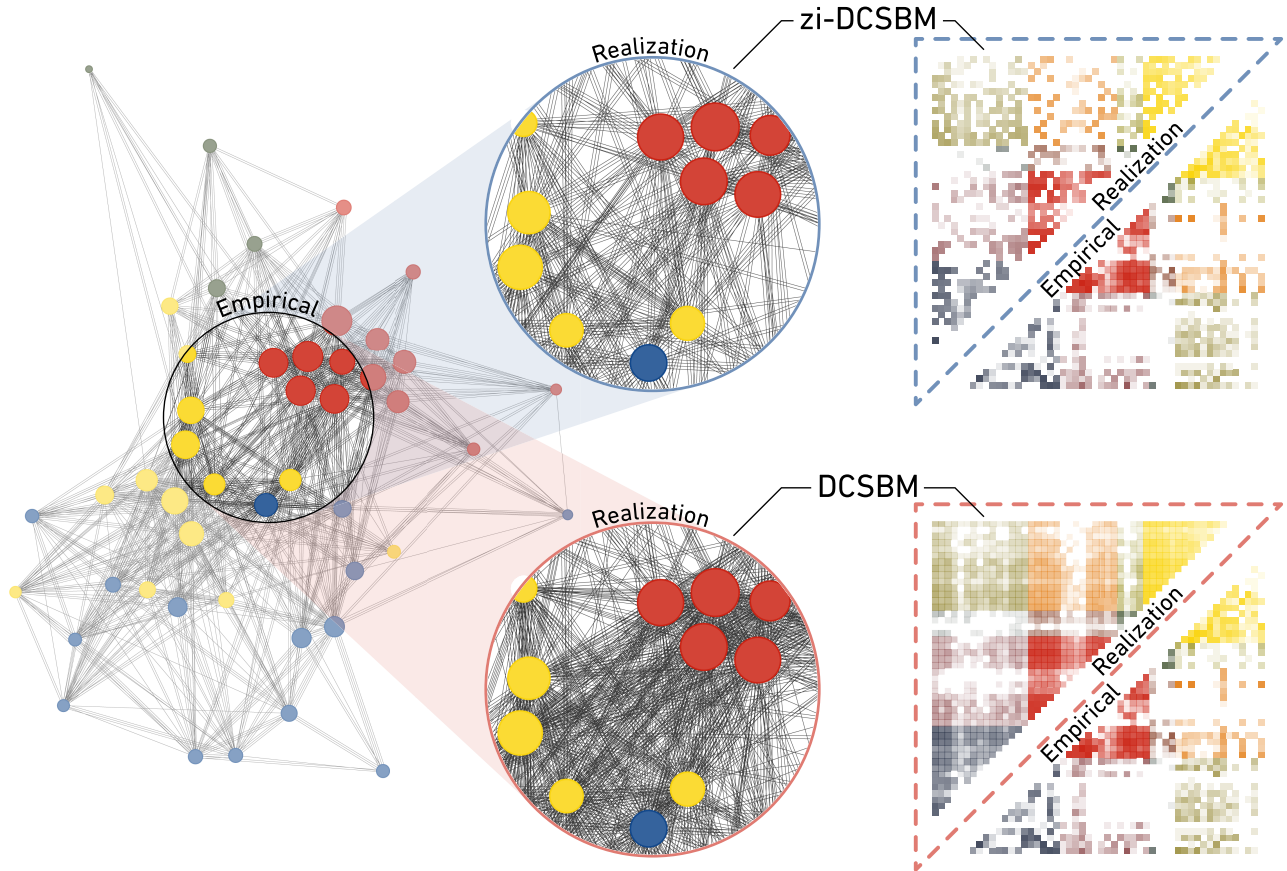 zi-DCSBM
Realization
Realization
Empirical
Empirical
DCSBM
Realization
Realization
Empirical